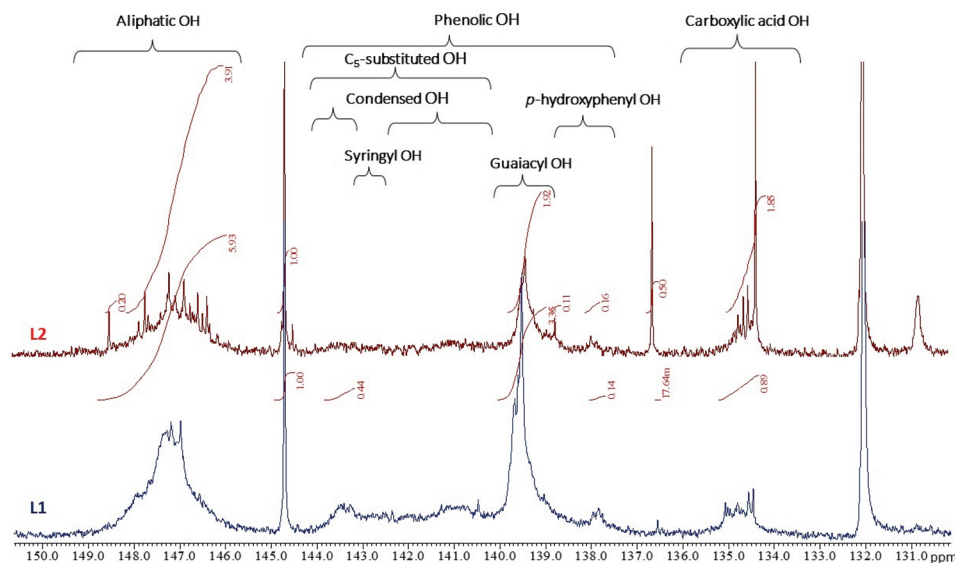 Aliphatic OH
Phenolic OH
Carboxylic acid OH
C5-substituted OH
Condensed OH
p-hydroxyphenyl OH
Syringyl OH
Guaiacyl OH
3.91
1.92
1.85
5.93
1.00
0.20
0.50
0.11
0.16
3.36
L2
1.00
0.44
0.14
17.64m
0.89
L1
150.0 149.0 148.0 147.0 146.0 145.0 144.0 143.0 142.0 141.0 140.0 139.0 138.0 137.0 136.0 135.0 134.0 133.0 132.0 131.0 ppm